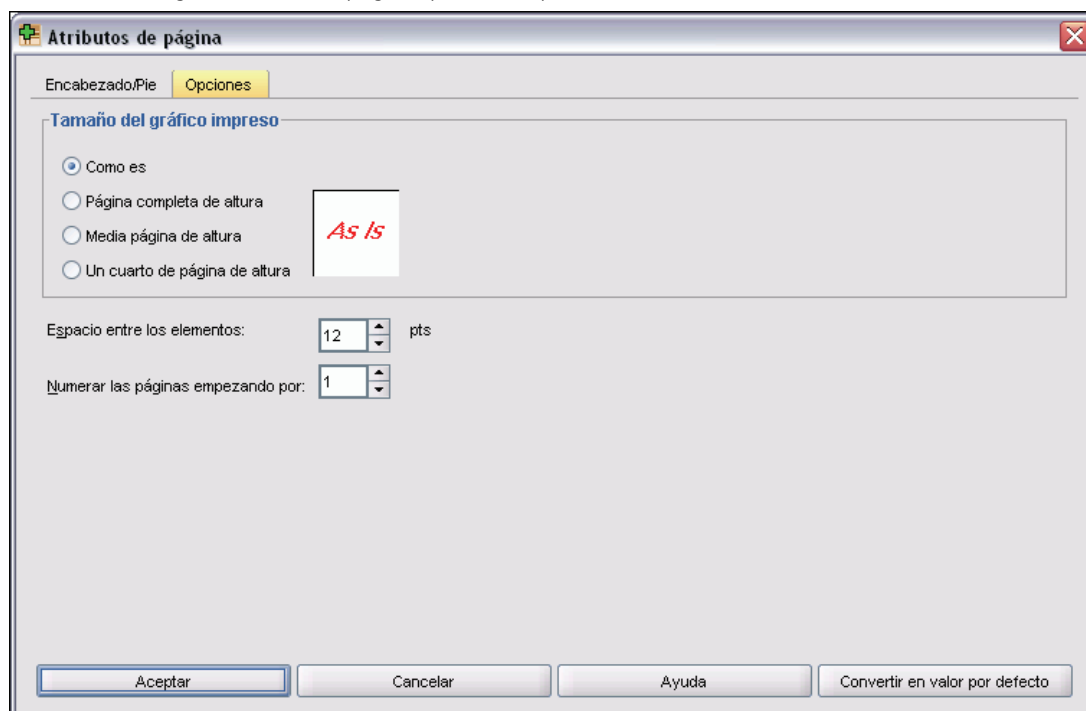 Atributos de página
Encabezado/Pie Opciones
Tamaño del gráfico impreso
Como es
Página completa de altura
Media página de altura
Un cuarto de página de altura
As Is
Espacio entre los elementos: 12 pts
Numerar las páginas empezando por: 1
Aceptar Cancelar Ayuda Convertir en valor por defecto